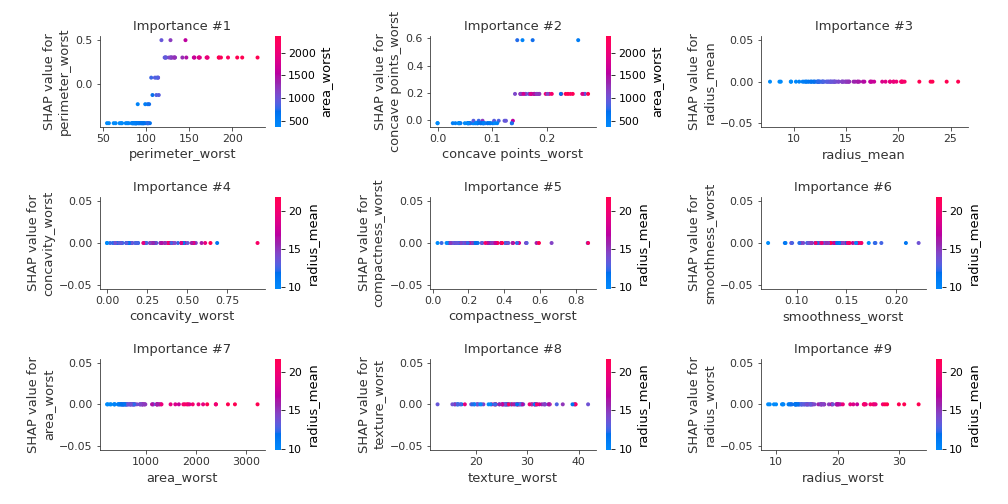 Importance #1
SHAP value for
perimeter_worst
0.5
0.0
50
100
150
200
perimeter_worst
2000
1500
1000
500
area_worst
Importance #2
SHAP value for
concave points_worst
0.6
0.4
0.2
0.0
0.0
0.1
0.2
concave points_worst
2000
1500
1000
500
area_worst
Importance #3
SHAP value for
radius_mean
0.05
0.00
−0.05
10
15
20
25
radius_mean
Importance #4
SHAP value for
concavity_worst
0.05
0.00
−0.05
0.00
0.25
0.50
0.75
concavity_worst
20
15
10
radius_mean
Importance #5
SHAP value for
compactness_worst
0.05
0.00
−0.05
0.0
0.2
0.4
0.6
0.8
compactness_worst
20
15
10
radius_mean
Importance #6
SHAP value for
smoothness_worst
0.05
0.00
−0.05
0.10
0.15
0.20
smoothness_worst
20
15
10
radius_mean
Importance #7
SHAP value for
area_worst
0.05
0.00
−0.05
1000
2000
3000
area_worst
20
15
10
radius_mean
Importance #8
SHAP value for
texture_worst
0.05
0.00
−0.05
20
30
40
texture_worst
20
15
10
radius_mean
Importance #9
SHAP value for
radius_worst
0.05
0.00
−0.05
10
20
30
radius_worst
20
15
10
radius_mean